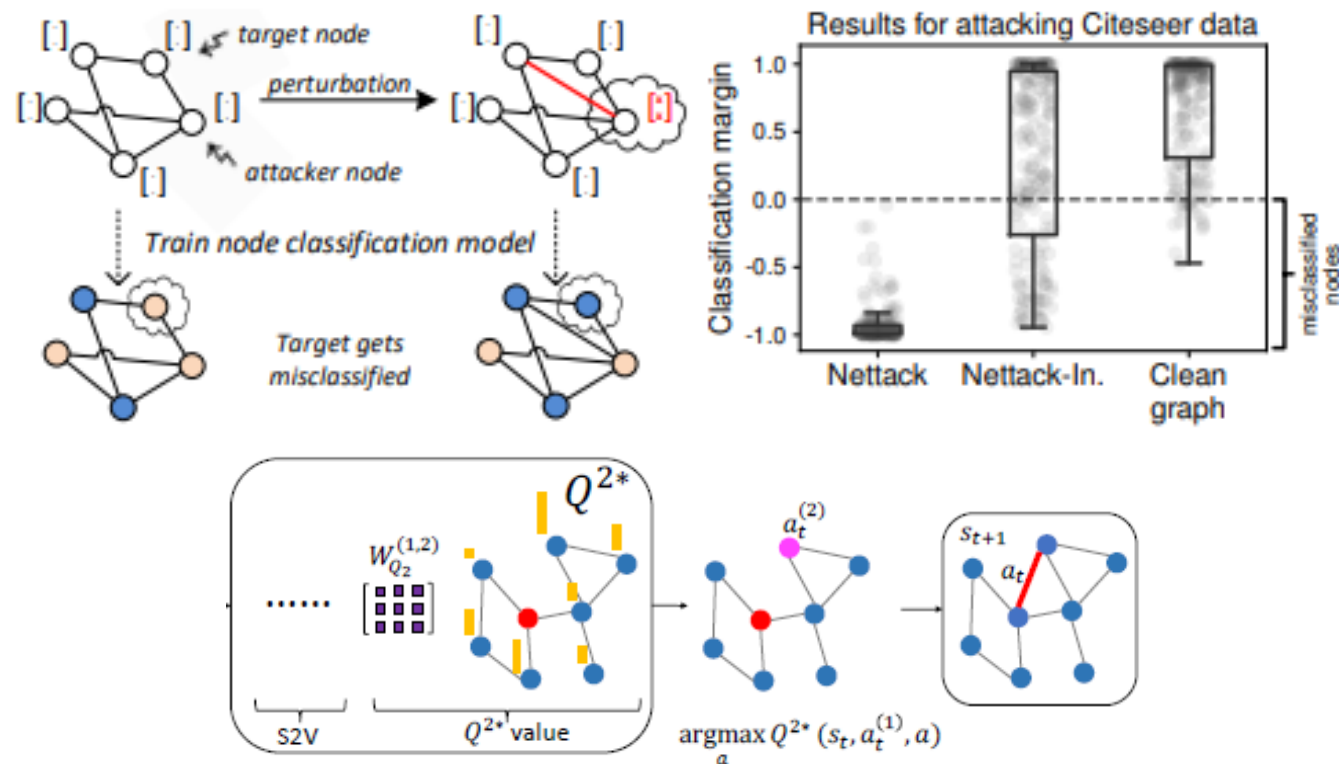 target node
perturbation
attacker node
Train node classification model
Target gets
misclassified
Results for attacking Citeseer data
Classification margin
1.0
0.5
0.0
-0.5
-1.0
Nettack
Nettack-In.
Clean
graph
misclassified
nodes
Q^{2*}
W_{Q_2}^{(1,2)}
......
S2V
Q^{2*} value
a_t^{(2)}
argmax Q^{2*} (s_t, a_t^{(1)}, a)
a
s_{t+1}
a_t